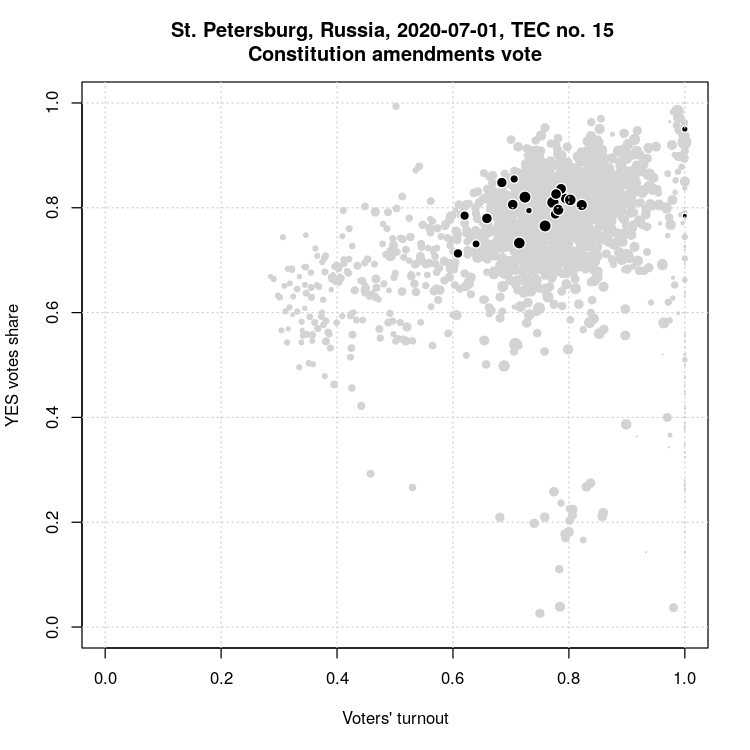 St. Petersburg, Russia, 2020-07-01, TEC no. 15
Constitution amendments vote
YES votes share
1.0
0.8
0.6
0.4
0.2
0.0
0.0 0.2 0.4 0.6 0.8 1.0
Voters' turnout